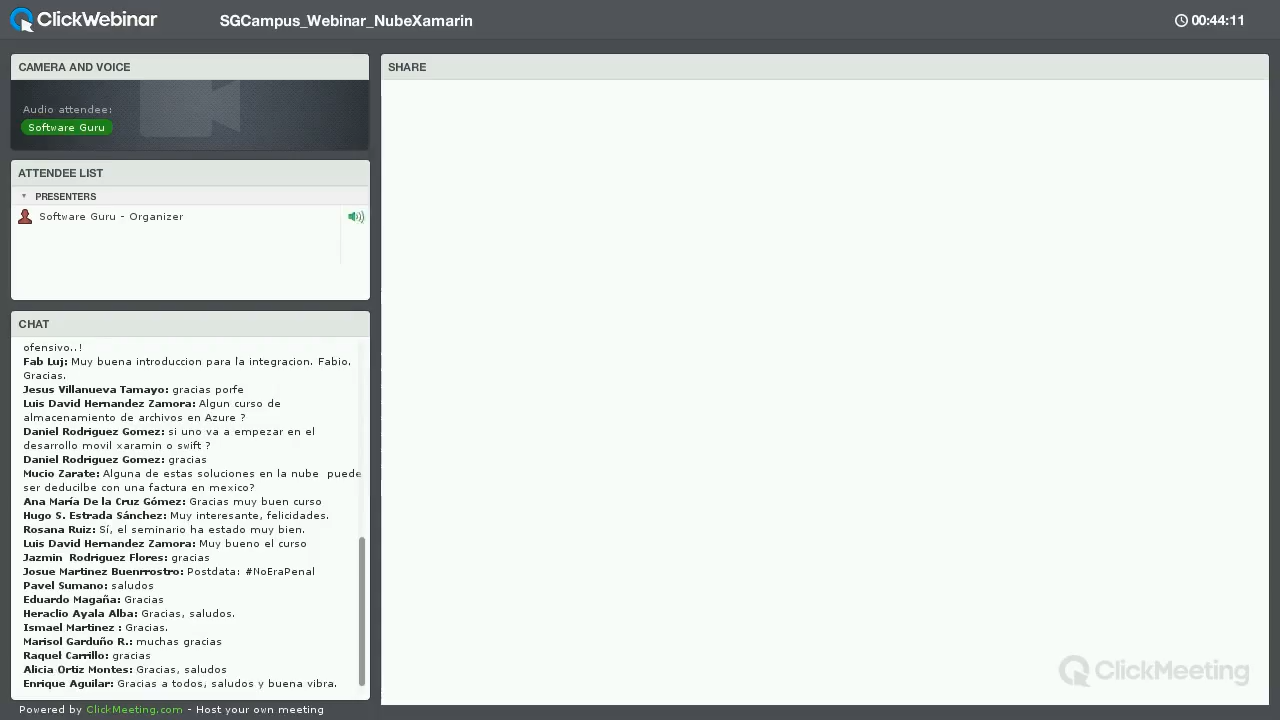 ClickWebinar
SGCampus_Webinar_NubeXamarin
00:44:11
CAMERA AND VOICE
Audio attendee:
Software Guru
ATTENDEE LIST
PRESENTERS
Software Guru - Organizer
CHAT
ofensivo..!
Fab Luj: Muy buena introduccion para la integracion. Fabio.
Gracias.
Jesus Villanueva Tamayo: gracias porfe
Luis David Hernandez Zamora: Algun curso de
almacenamiento de archivos en Azure ?
Daniel Rodriguez Gomez: si uno va a empezar en el
desarrollo movil xaramin o swift ?
Daniel Rodriguez Gomez: gracias
Mucio Zarate: Alguna de estas soluciones en la nube  puede
ser deducilbe con una factura en mexico?
Ana María De la Cruz Gómez: Gracias muy buen curso
Hugo S. Estrada Sánchez: Muy interesante, felicidades.
Rosana Ruiz: Sí, el seminario ha estado muy bien.
Luis David Hernandez Zamora: Muy bueno el curso
Jazmin  Rodriguez Flores: gracias
Josue Martinez Buenrrostro: Postdata: #NoEraPenal
Pavel Sumano: saludos
Eduardo Magaña: Gracias
Heraclio Ayala Alba: Gracias, saludos.
Ismael Martinez : Gracias.
Marisol Garduño R.: muchas gracias
Raquel Carrillo: gracias
Alicia Ortiz Montes: Gracias, saludos
Enrique Aguilar: Gracias a todos, saludos y buena vibra.
Powered by ClickMeeting.com - Host your own meeting
SHARE
ClickMeeting